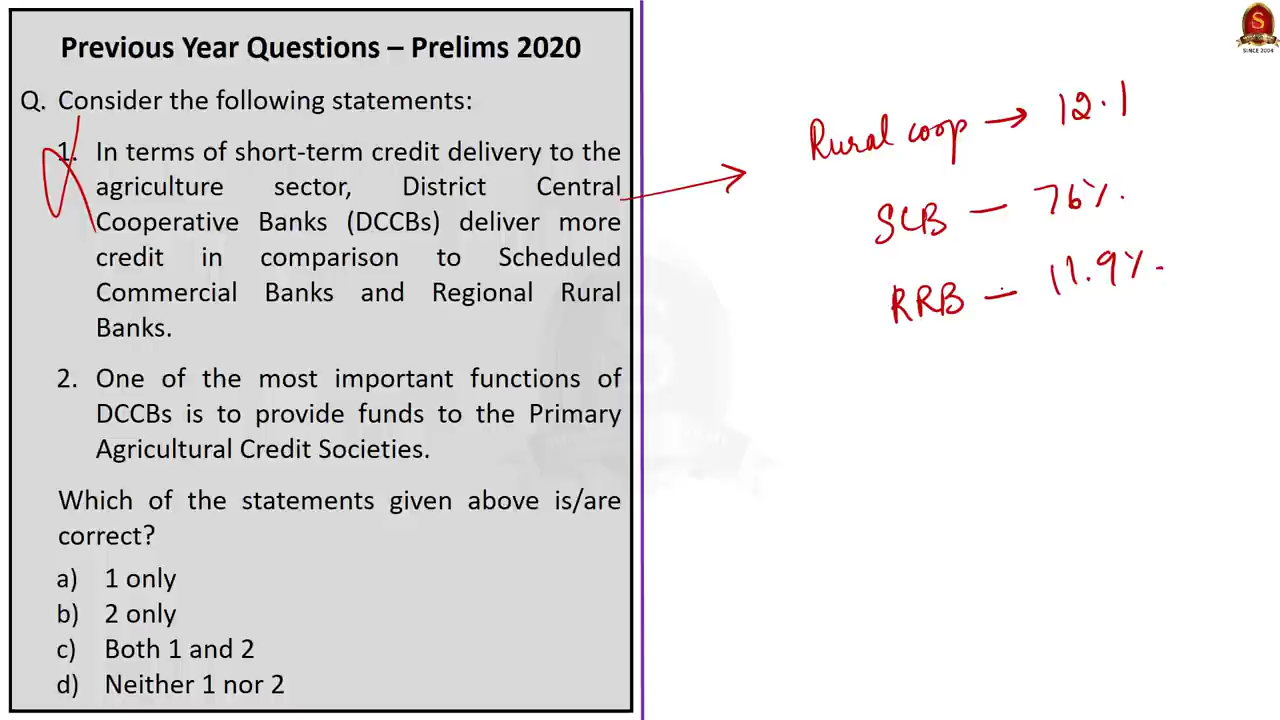 Previous Year Questions – Prelims 2020
Q. Consider the following statements:
1. In terms of short-term credit delivery to the
agriculture sector, District Central
Cooperative Banks (DCCBs) deliver more
credit in comparison to Scheduled
Commercial Banks and Regional Rural
Banks.
2. One of the most important functions of
DCCBs is to provide funds to the Primary
Agricultural Credit Societies.
Which of the statements given above is/are
correct?
a) 1 only
b) 2 only
c) Both 1 and 2
d) Neither 1 nor 2
S
SINCE 2004
Rural coop → 12.1
SCB – 76%.
RRB – 11.9%.